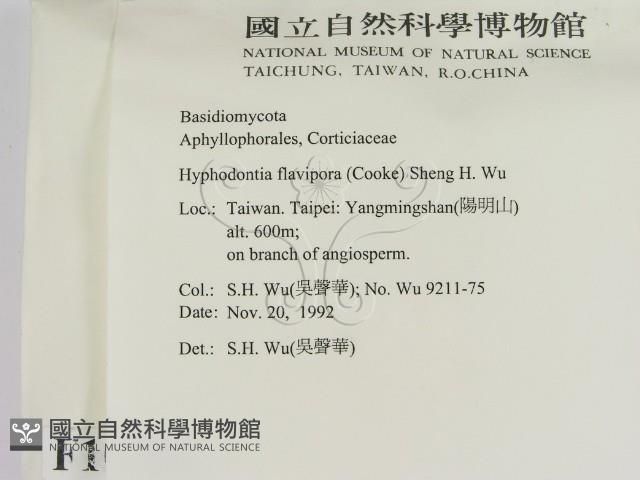 國立自然科學博物館
NATIONAL MUSEUM OF NATURAL SCIENCE
TAICHUNG, TAIWAN, R.O.CHINA
Basidiomycota
Aphyllophorales, Corticiaceae
Hyphodontia flavipora (Cooke) Sheng H. Wu
Loc.: Taiwan. Taipei: Yangmingshan(陽明山)
alt. 600m;
on branch of angiosperm.
Col.: S.H. Wu(吳聲華); No. Wu 9211-75
Date: Nov. 20, 1992
Det.: S.H. Wu(吳聲華)
國立自然科學博物館
NATIONAL MUSEUM OF NATURAL SCIENCE